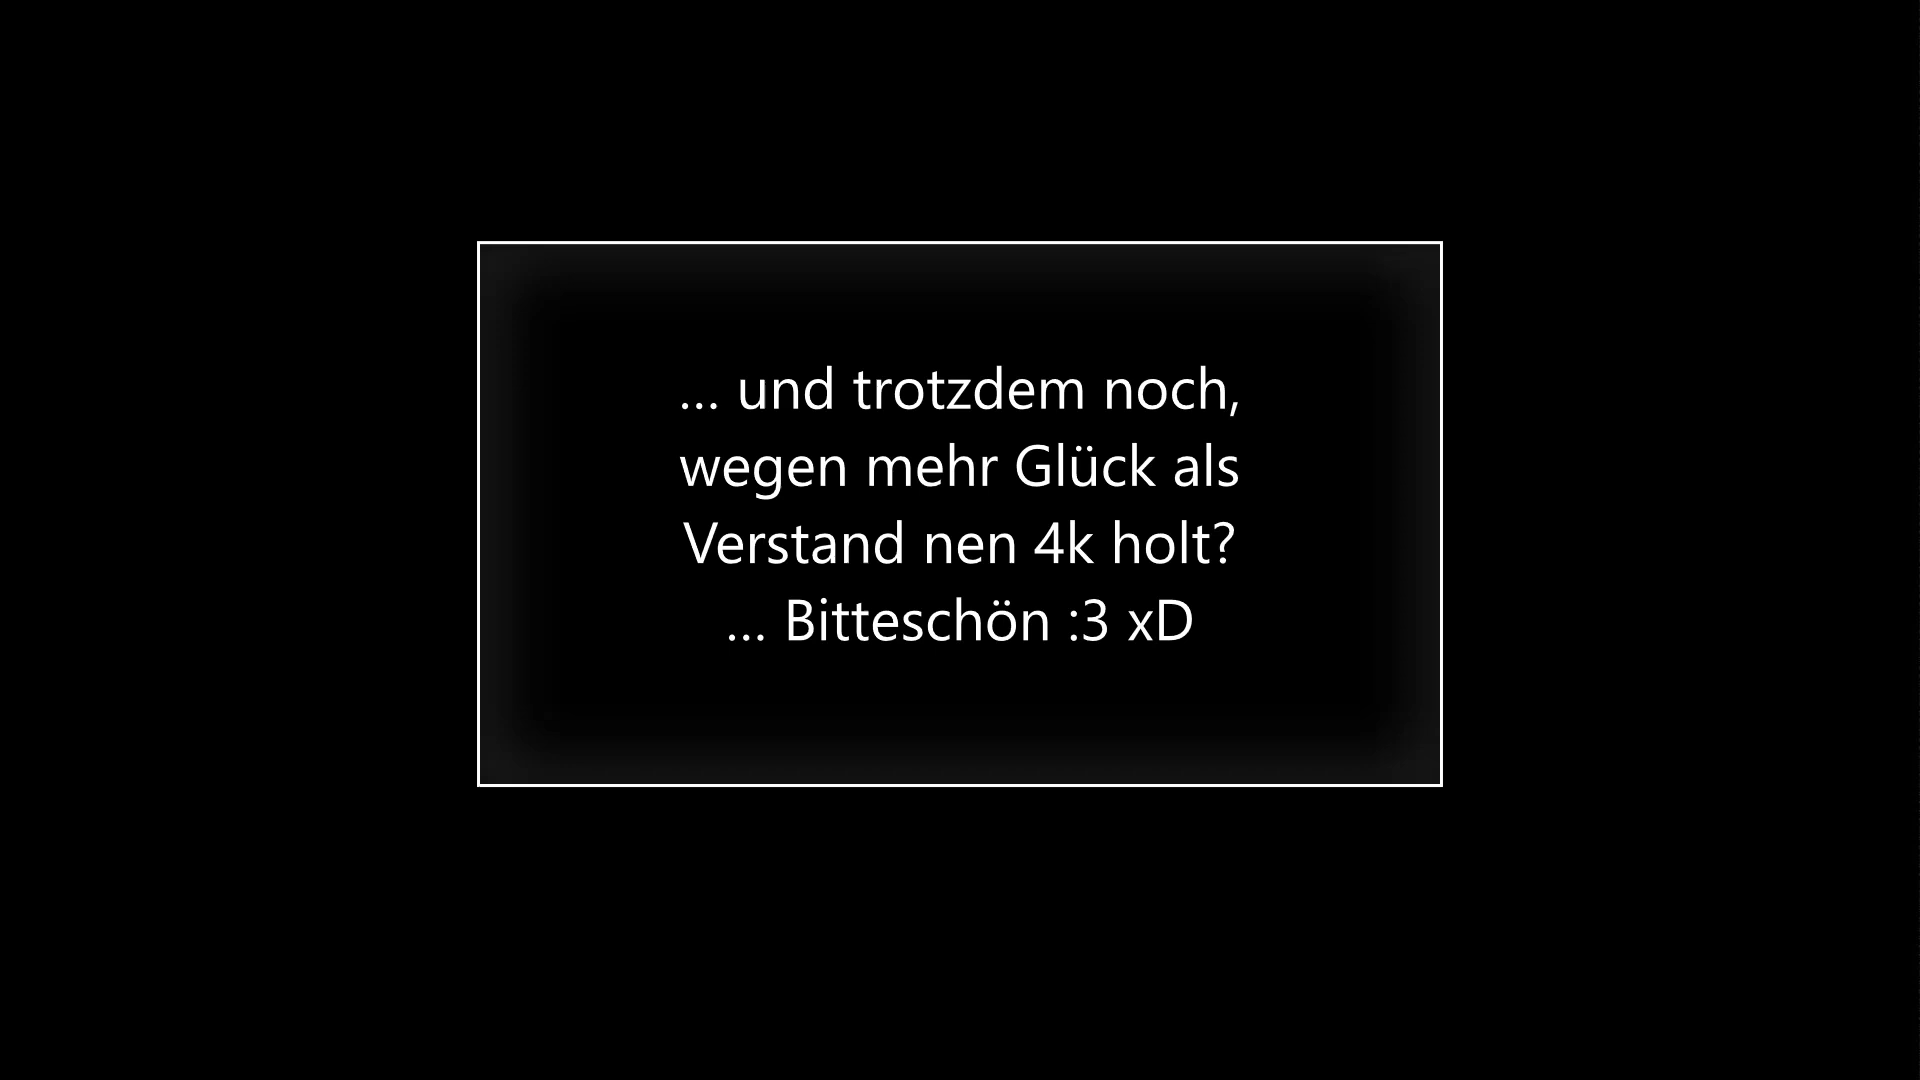 ... und trotzdem noch,
wegen mehr Glück als
Verstand nen 4k holt?
... Bitteschön :3 xD